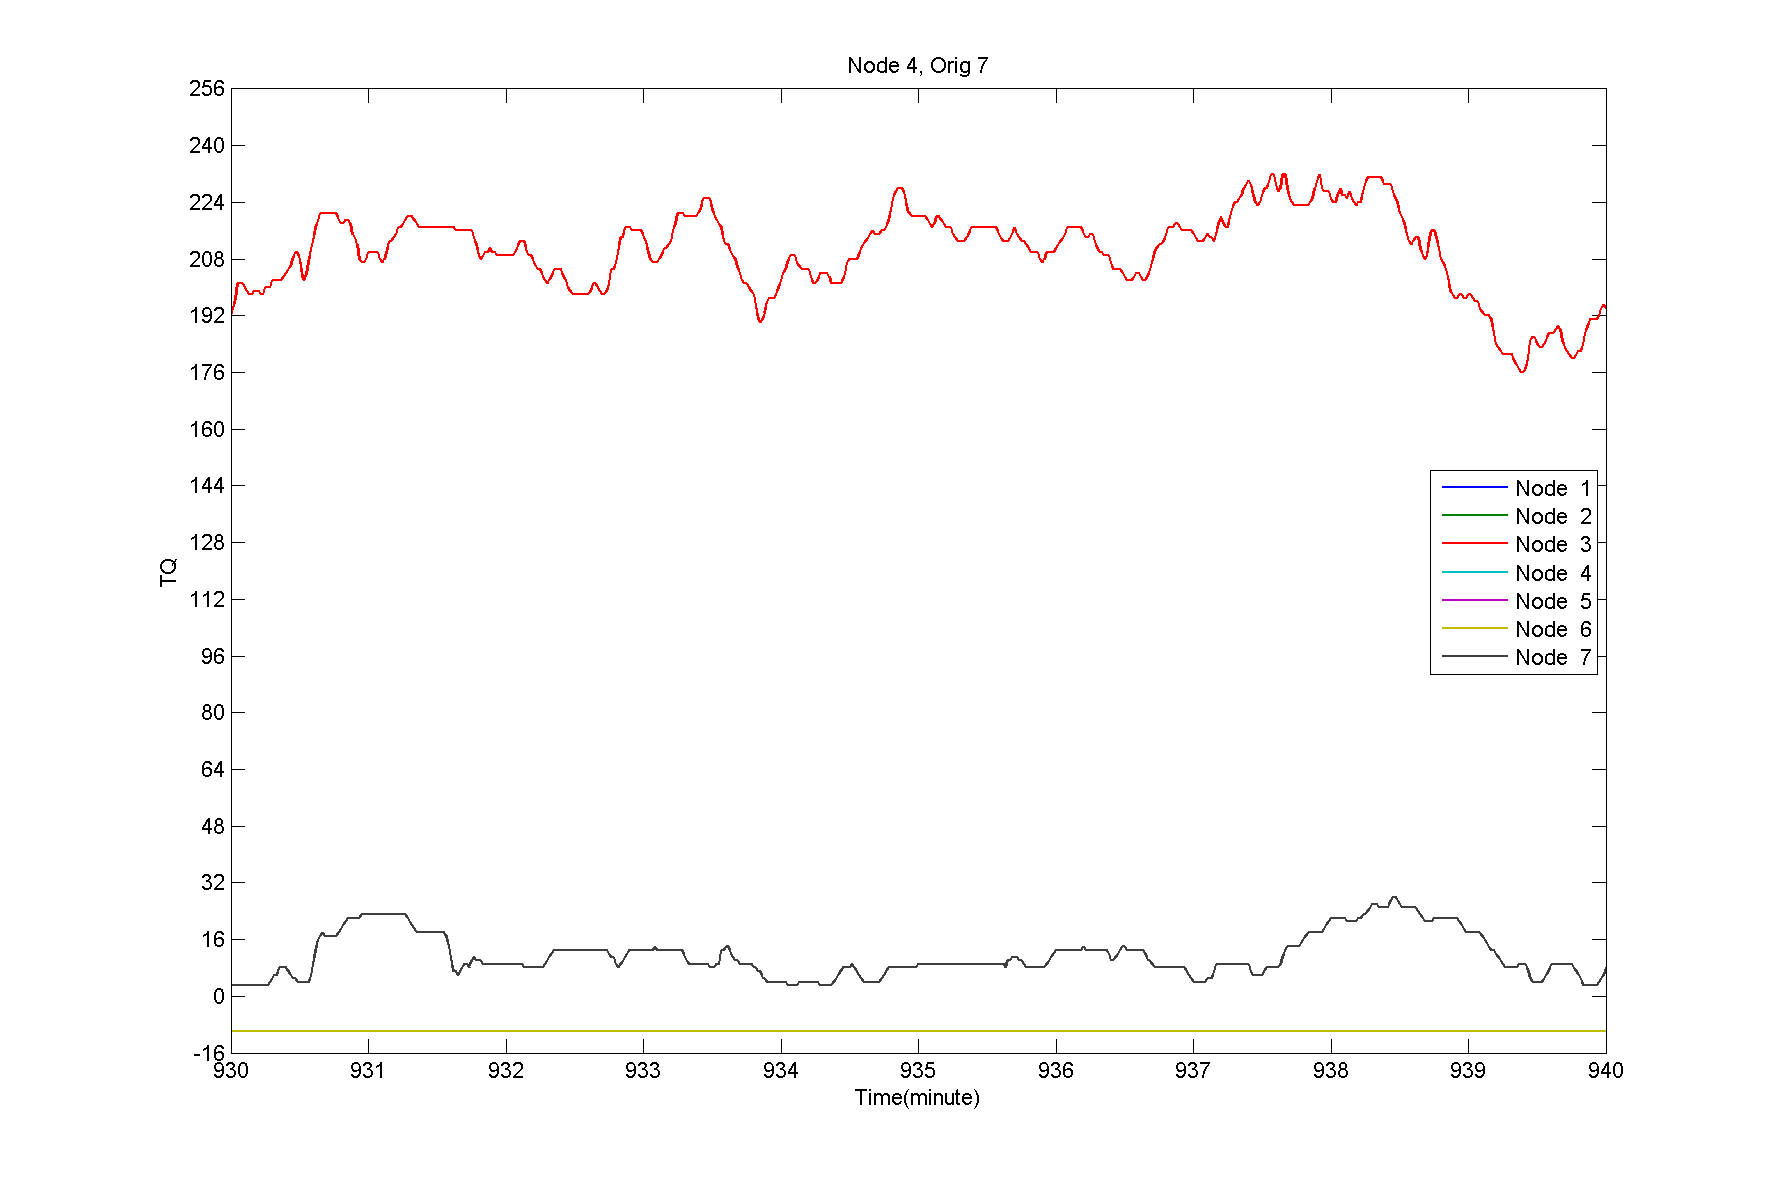 Node 4, Orig 7
256
240
224
208
192
176
160
144
128
112
96
80
64
48
32
16
0
-16
TQ
Node 1
Node 2
Node 3
Node 4
Node 5
Node 6
Node 7
930 931 932 933 934 935 936 937 938 939 940
Time(minute)